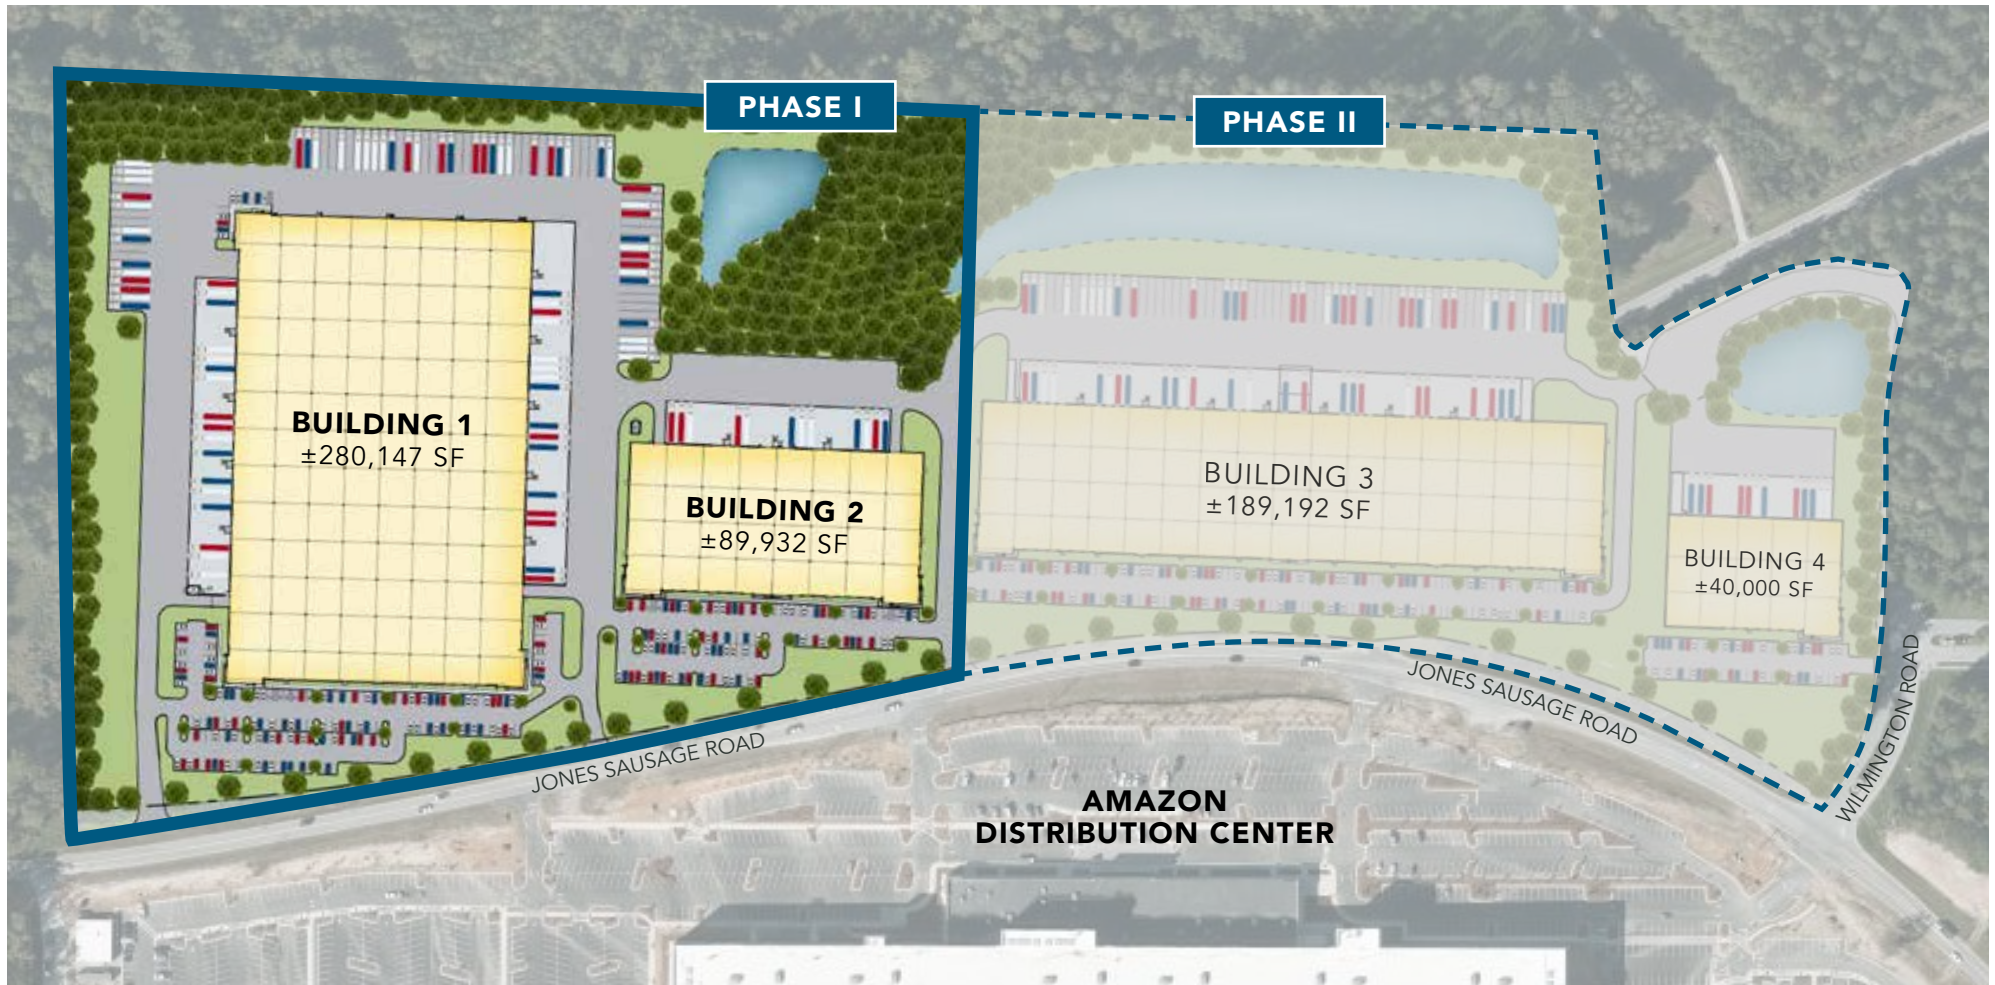 PHASE I
PHASE II
BUILDING 1
±280,147 SF
BUILDING 2
±89,932 SF
BUILDING 3
±189,192 SF
BUILDING 4
±40,000 SF
JONES SAUSAGE ROAD
JONES SAUSAGE ROAD
WILMINGTON ROAD
AMAZON
DISTRIBUTION CENTER